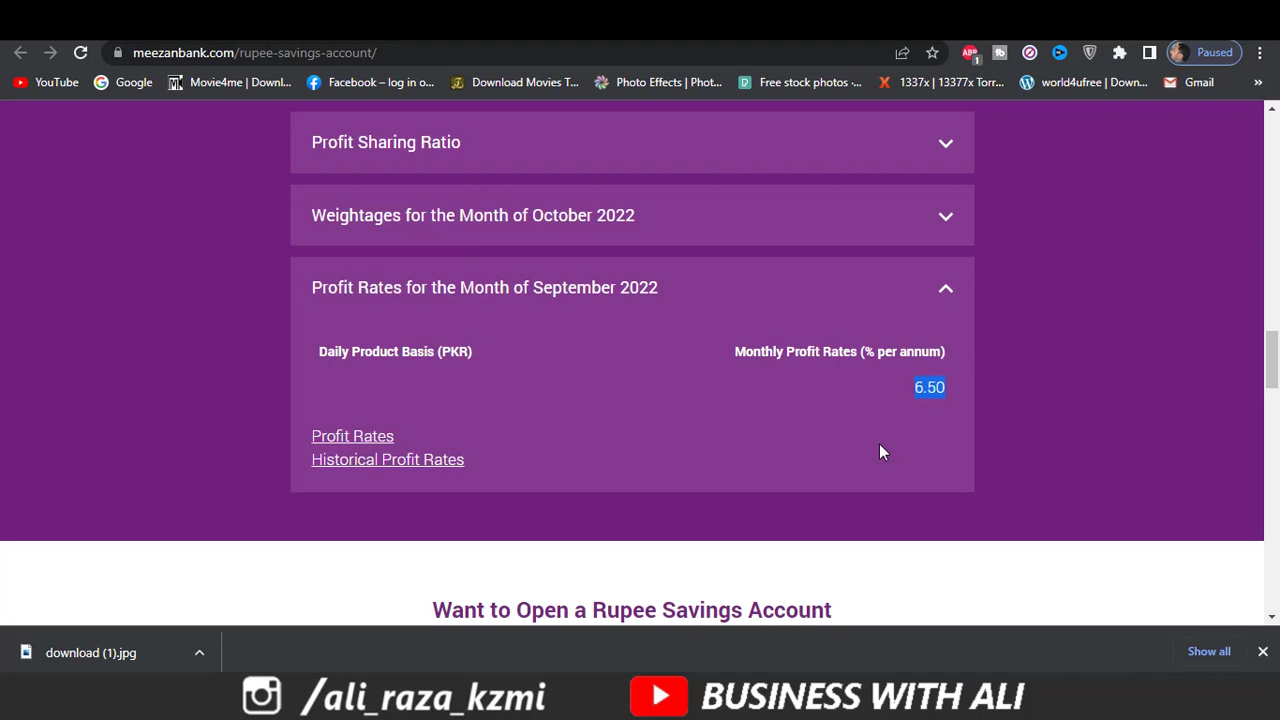 meezanbank.com/rupee-savings-account/
Paused
YouTube Google Movie4me | Downl... Facebook – log in o... Download Movies T... Photo Effects | Phot... Free stock photos ·... 1337x | 13377x Torr... world4ufree | Down... Gmail »
Profit Sharing Ratio
Weightages for the Month of October 2022
Profit Rates for the Month of September 2022
Daily Product Basis (PKR) Monthly Profit Rates (% per annum)
6.50
Profit Rates
Historical Profit Rates
Want to Open a Rupee Savings Account
download (1).jpg Show all
/ali_raza_kzmi BUSINESS WITH ALI